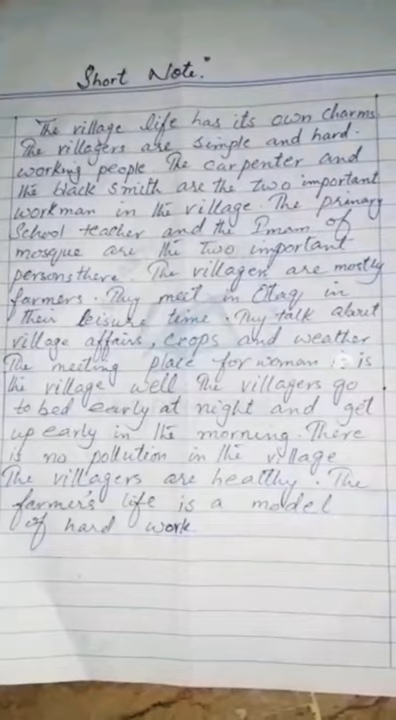 Short Note:
The village life has its own charms
The villagers are simple and hard-
working people. The carpenter and
the black smith are the two important
workman in the village. The primary
School teacher and the Imam of
mosque are the two important
persons there. The villagers are mostly
farmers. They meet in Ettaq in
their leisure time. They talk about
village affairs, crops and weather
The meeting place for woman is
the village well The villagers go
to bed early at night and get
up early in the morning. There
is no pollution in the village
The villagers are healthy. The
farmer's life is a model
of hard work